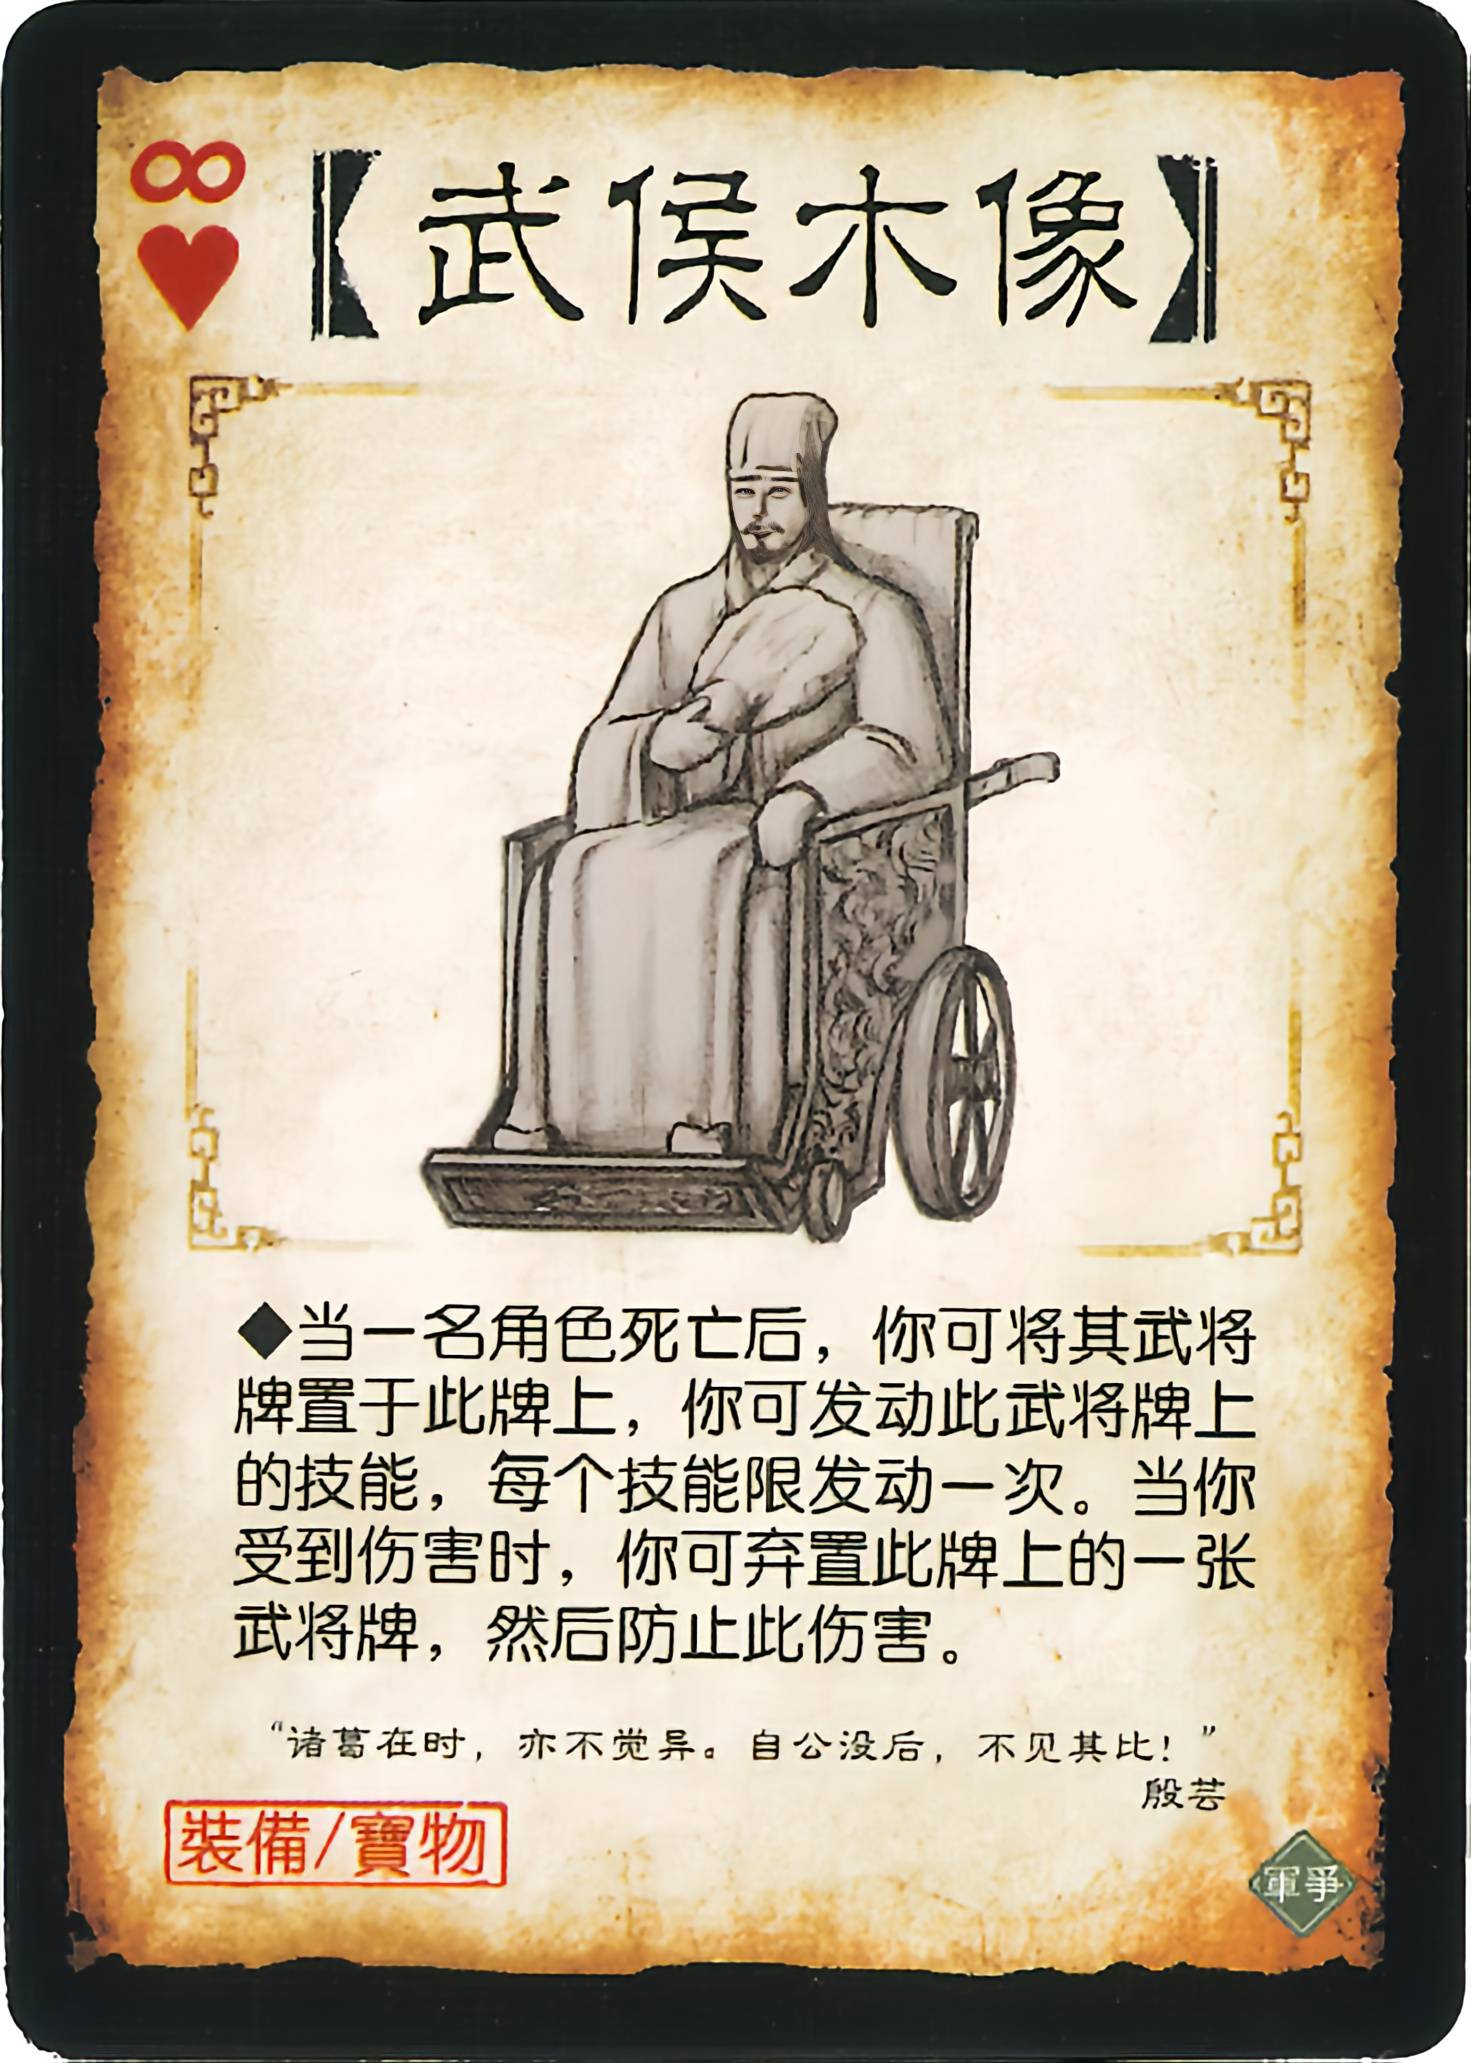 ∞
【武侯木像】
◆当一名角色死亡后，你可将其武将
牌置于此牌上，你可发动此武将牌上
的技能，每个技能限发动一次。当你
受到伤害时，你可弃置此牌上的一张
武将牌，然后防止此伤害。
“诸葛在时，亦不觉异。自公没后，不见其比！”
殷芸
裝備/寶物
軍爭